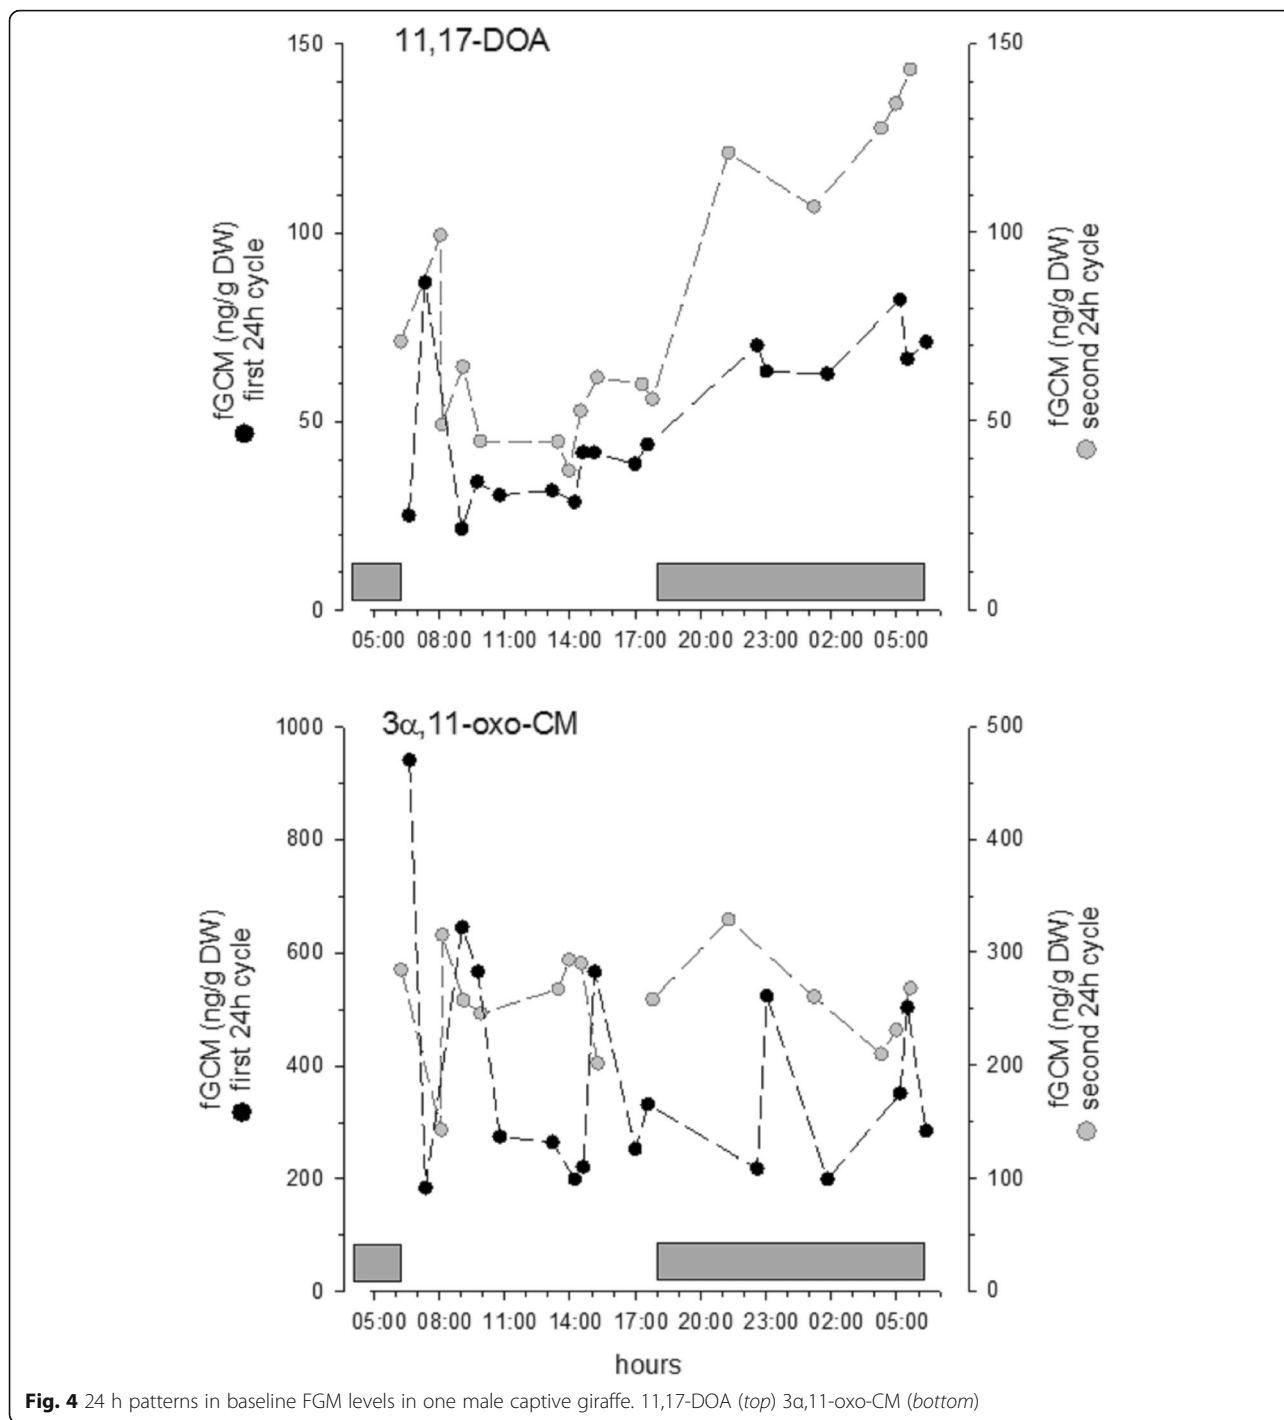 11,17-DOA
150
100
50
0
fGCM (ng/g DW)
first 24h cycle
150
100
50
0
fGCM (ng/g DW)
second 24h cycle
05:00 08:00 11:00 14:00 17:00 20:00 23:00 02:00 05:00
3α,11-oxo-CM
1000
800
600
400
200
0
fGCM (ng/g DW)
first 24h cycle
500
400
300
200
100
0
fGCM (ng/g DW)
second 24h cycle
05:00 08:00 11:00 14:00 17:00 20:00 23:00 02:00 05:00
hours
Fig. 4 24 h patterns in baseline FGM levels in one male captive giraffe. 11,17-DOA (top) 3α,11-oxo-CM (bottom)